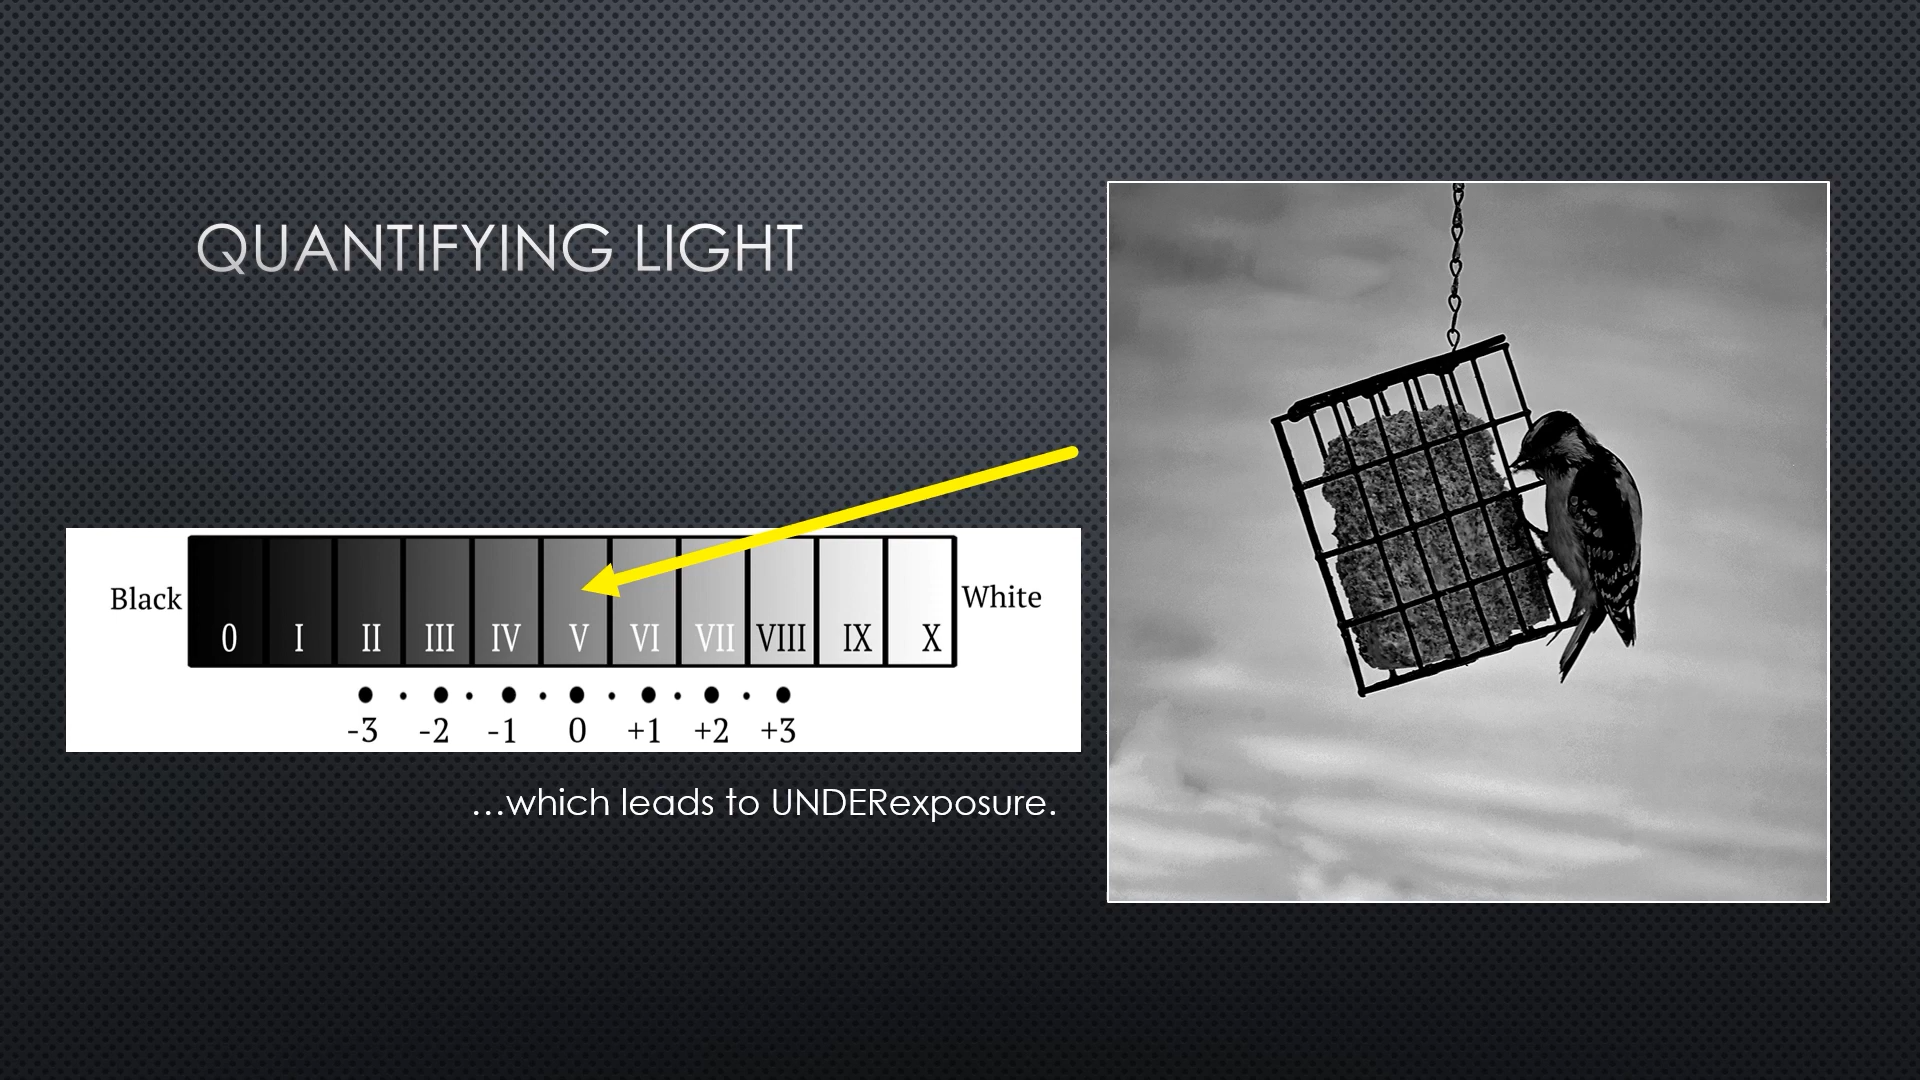 QUANTIFYING LIGHT
Black 0 I II III IV V VI VII VIII IX X White
-3 -2 -1 0 +1 +2 +3
…which leads to UNDERexposure.